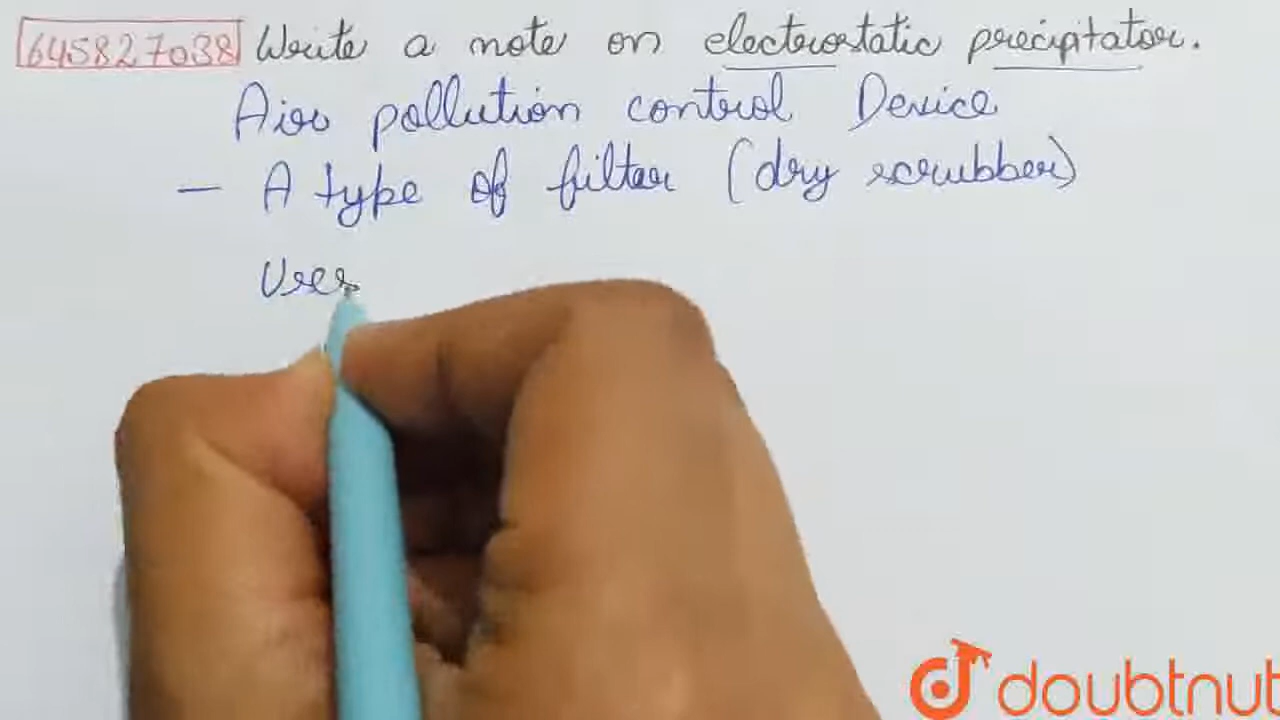 645827038 Write a note on electrostatic precipitator.
Air pollution control Device
— A type of filter (dry scrubber)
Uses
doubtnut